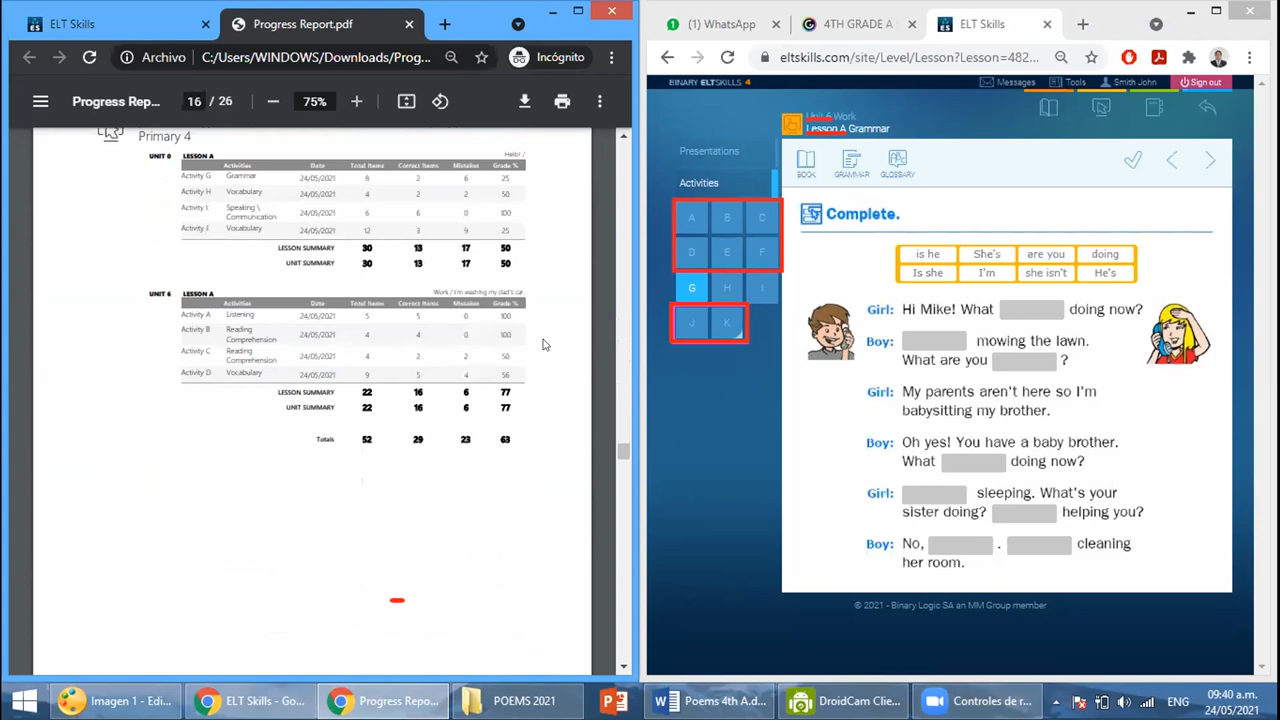 ELT Skills
Progress Report.pdf
Archivo
C:/Users/WINDOWS/Downloads/Prog...
Incógnito
Progress Rep...
16 / 26
75%
Primary 4
UNIT 0 LESSON A
Hello! /
Activities Date Total Items Correct Items Mistakes Grade %
Activity G Grammar 24/05/2021 8 2 6 25
Activity H Vocabulary 24/05/2021 4 2 2 50
Activity I Speaking \ Communication 24/05/2021 6 6 0 100
Activity J Vocabulary 24/05/2021 12 3 9 25
LESSON SUMMARY 30 13 17 50
UNIT SUMMARY 30 13 17 50
UNIT 6 LESSON A
Work / I'm washing my dad's car.
Activities Date Total Items Correct Items Mistakes Grade %
Activity A Listening 24/05/2021 5 5 0 100
Activity B Reading Comprehension 24/05/2021 4 4 0 100
Activity C Reading Comprehension 24/05/2021 4 2 2 50
Activity D Vocabulary 24/05/2021 9 5 4 56
LESSON SUMMARY 22 16 6 77
UNIT SUMMARY 22 16 6 77
Totals 52 29 23 63
(1) WhatsApp
4TH GRADE A
ELT Skills
eltskills.com/site/Level/Lesson?Lesson=482...
BINARY ELTSKILLS 4
Messages
Tools
Smith John
Sign out
Unit 6 Work
Lesson A Grammar
Presentations
Activities
A B C
D E F
G H I
J K
BOOK GRAMMAR GLOSSARY
Complete.
is he She's are you doing
Is she I'm she isn't He's
Girl: Hi Mike! What doing now?
Boy: mowing the lawn.
What are you ?
Girl: My parents aren't here so I'm
babysitting my brother.
Boy: Oh yes! You have a baby brother.
What doing now?
Girl: sleeping. What's your
sister doing? helping you?
Boy: No, . cleaning
her room.
© 2021 - Binary Logic SA an MM Group member
Imagen 1 - Edi...
ELT Skills - Go...
Progress Repo...
POEMS 2021
Poems 4th A.d...
DroidCam Clie...
Controles de r...
ENG
09:40 a.m.
24/05/2021